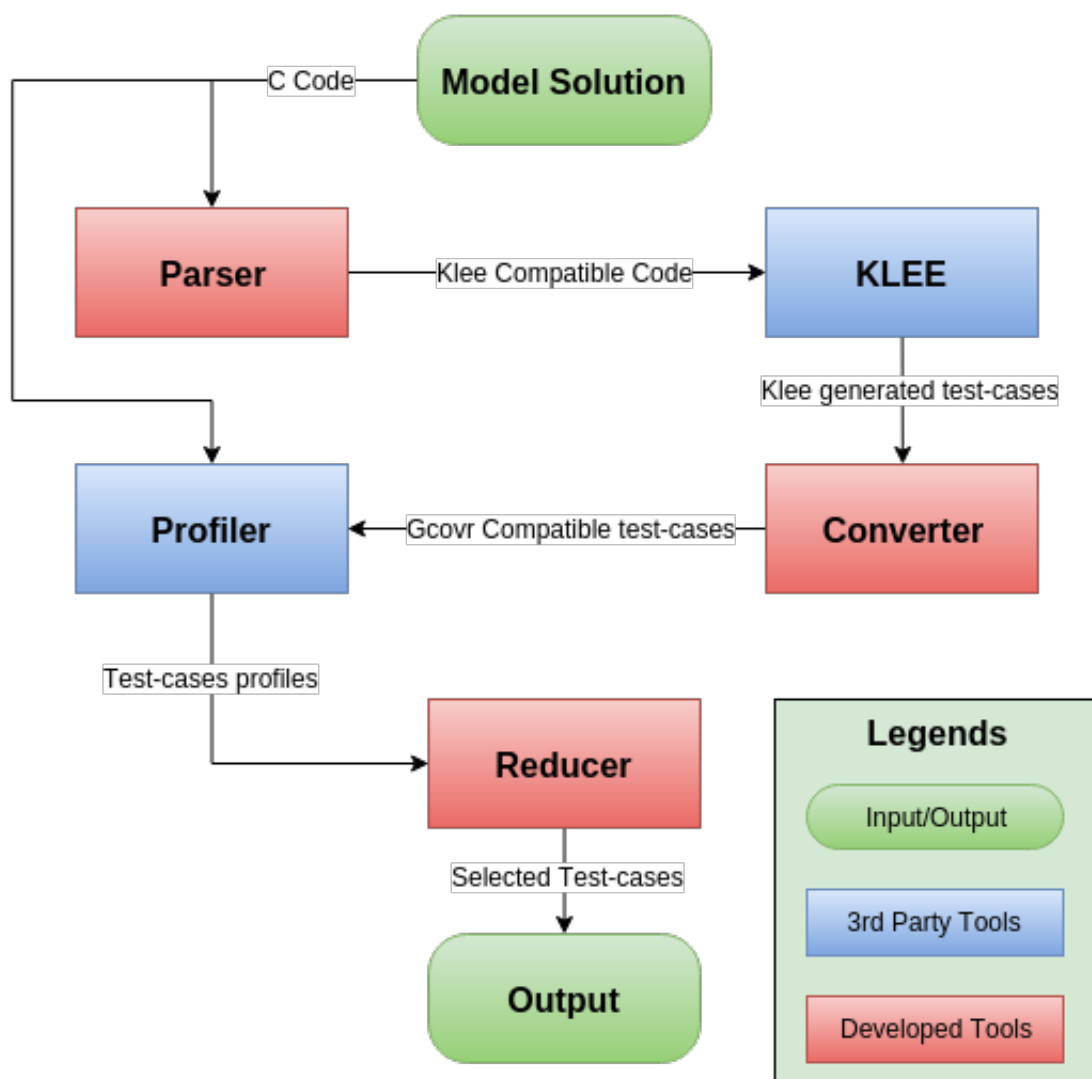 Model Solution
C Code
Parser
Klee Compatible Code
KLEE
Klee generated test-cases
Profiler
Gcovr Compatible test-cases
Converter
Test-cases profiles
Reducer
Selected Test-cases
Output
Legends
Input/Output
3rd Party Tools
Developed Tools